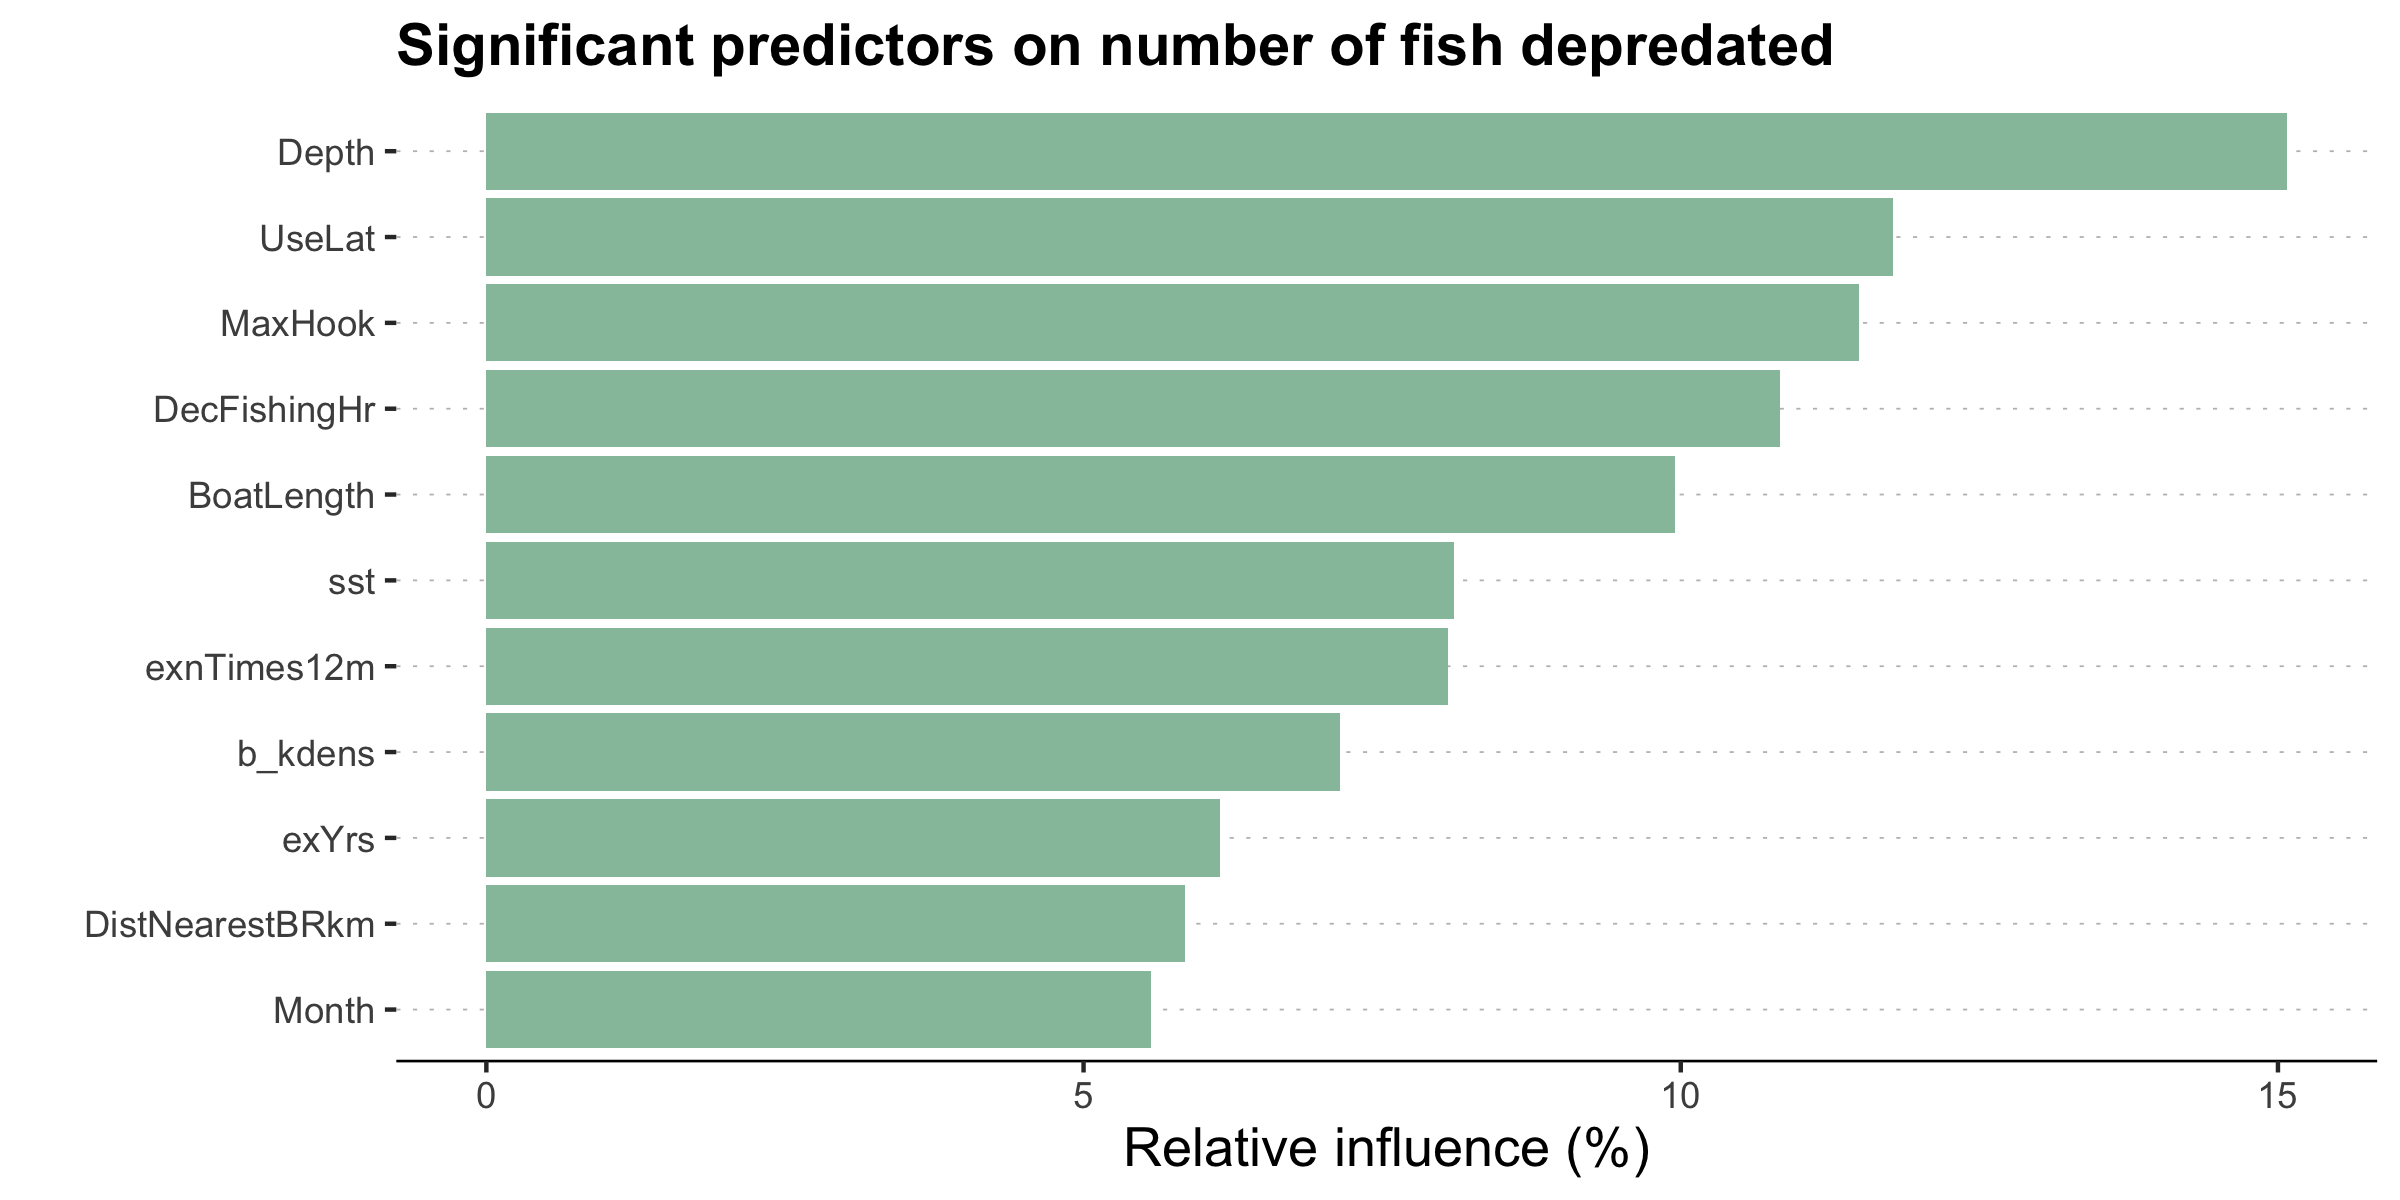 Significant predictors on number of fish depredated
Depth
UseLat
MaxHook
DecFishingHr
BoatLength
sst
exnTimes12m
b_kdens
exYrs
DistNearestBRkm
Month
0 5 10 15
Relative influence (%)